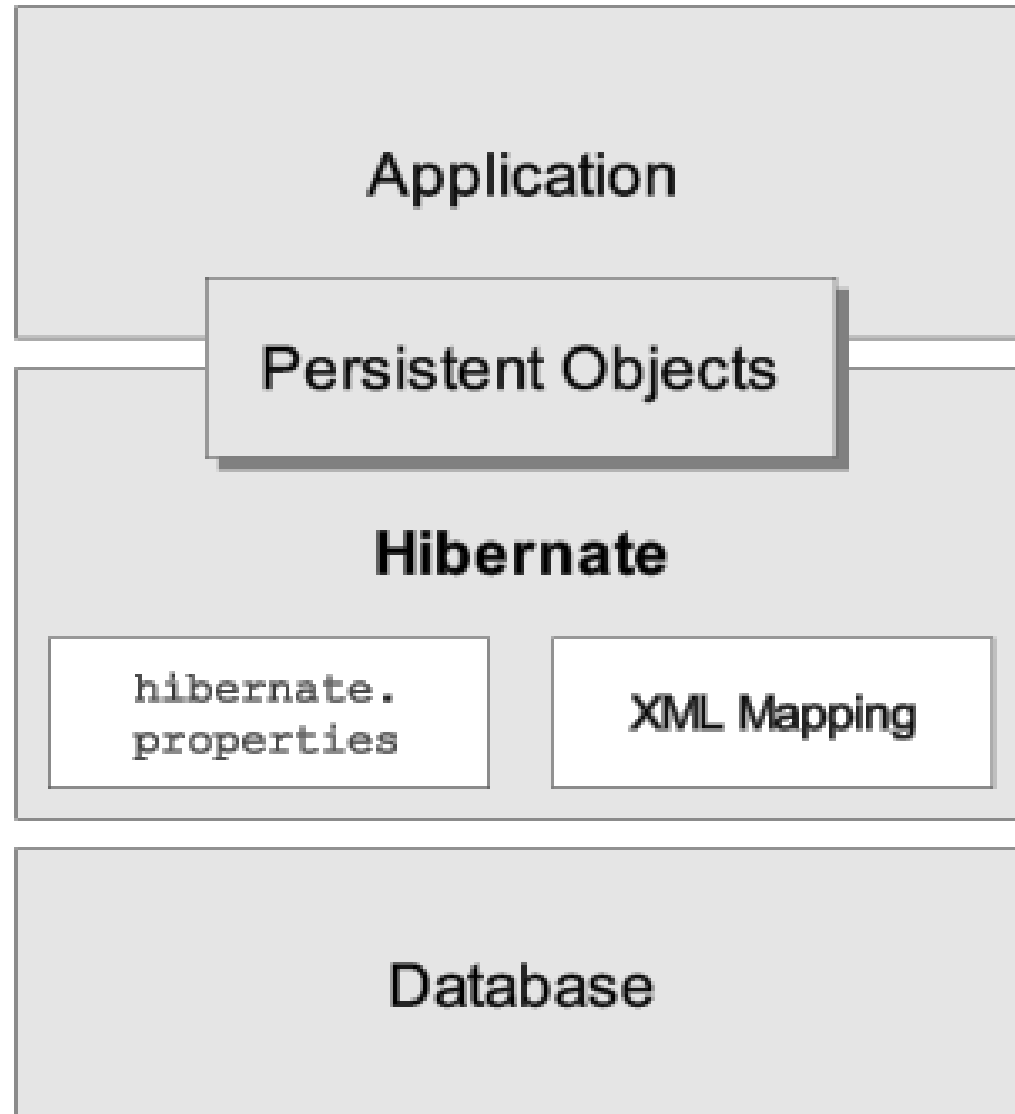 Application
Persistent Objects
Hibernate
hibernate.
properties
XML Mapping
Database